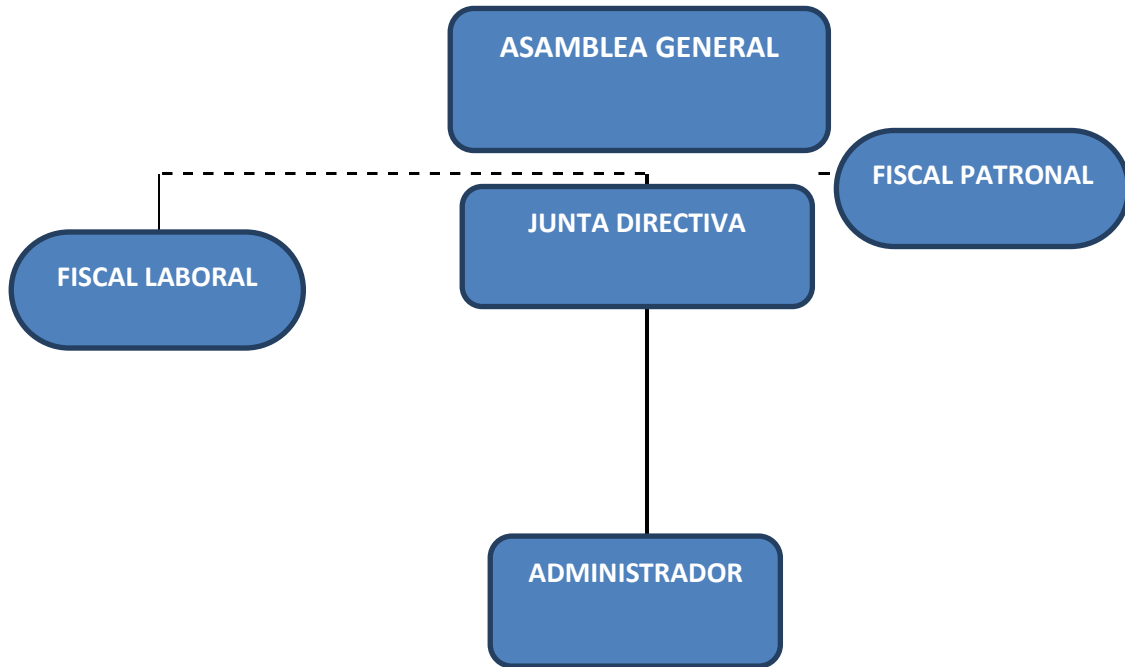 ASAMBLEA GENERAL
FISCAL PATRONAL
JUNTA DIRECTIVA
FISCAL LABORAL
ADMINISTRADOR